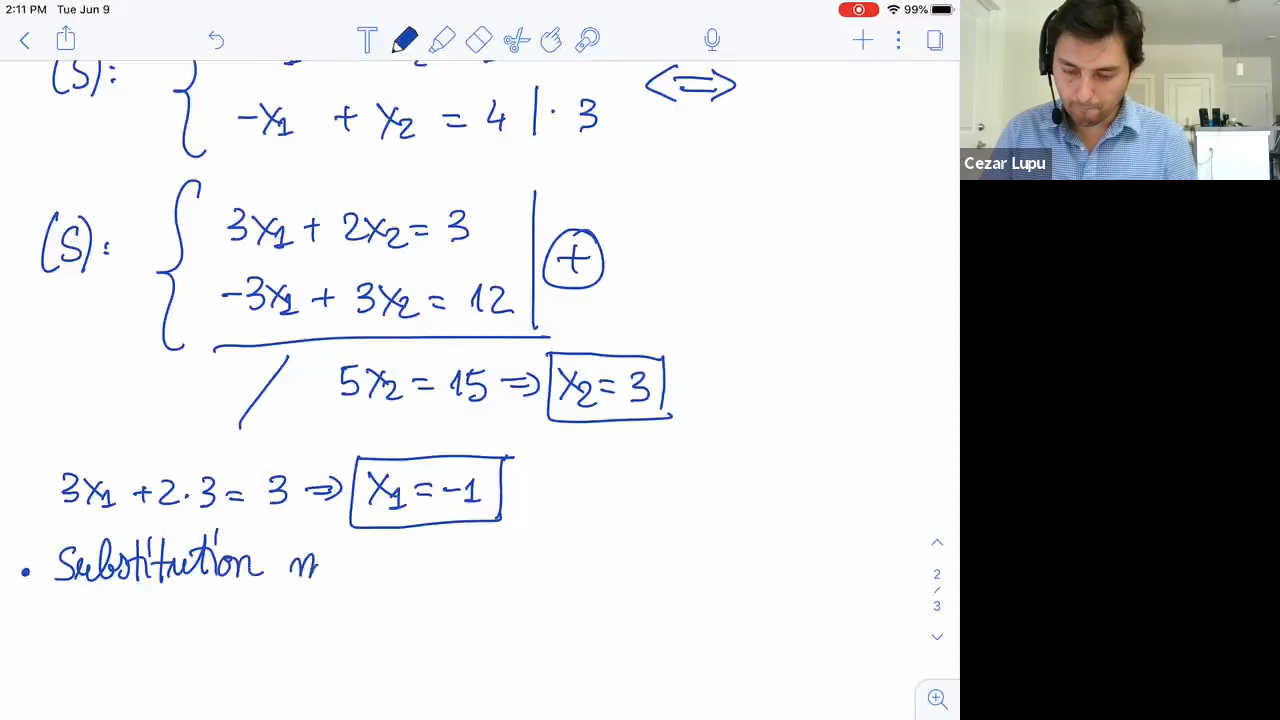 2:11 PM Tue Jun 9
99%
T
(S):
-x₁ + x₂ = 4 | · 3 ⟺
Cezar Lupu
(S): { 3x₁ + 2x₂ = 3
-3x₁ + 3x₂ = 12 | +
/ 5x₂ = 15 ⇒ x₂ = 3
3x₁ + 2·3 = 3 ⇒ x₁ = -1
• Substitution
2
/
3